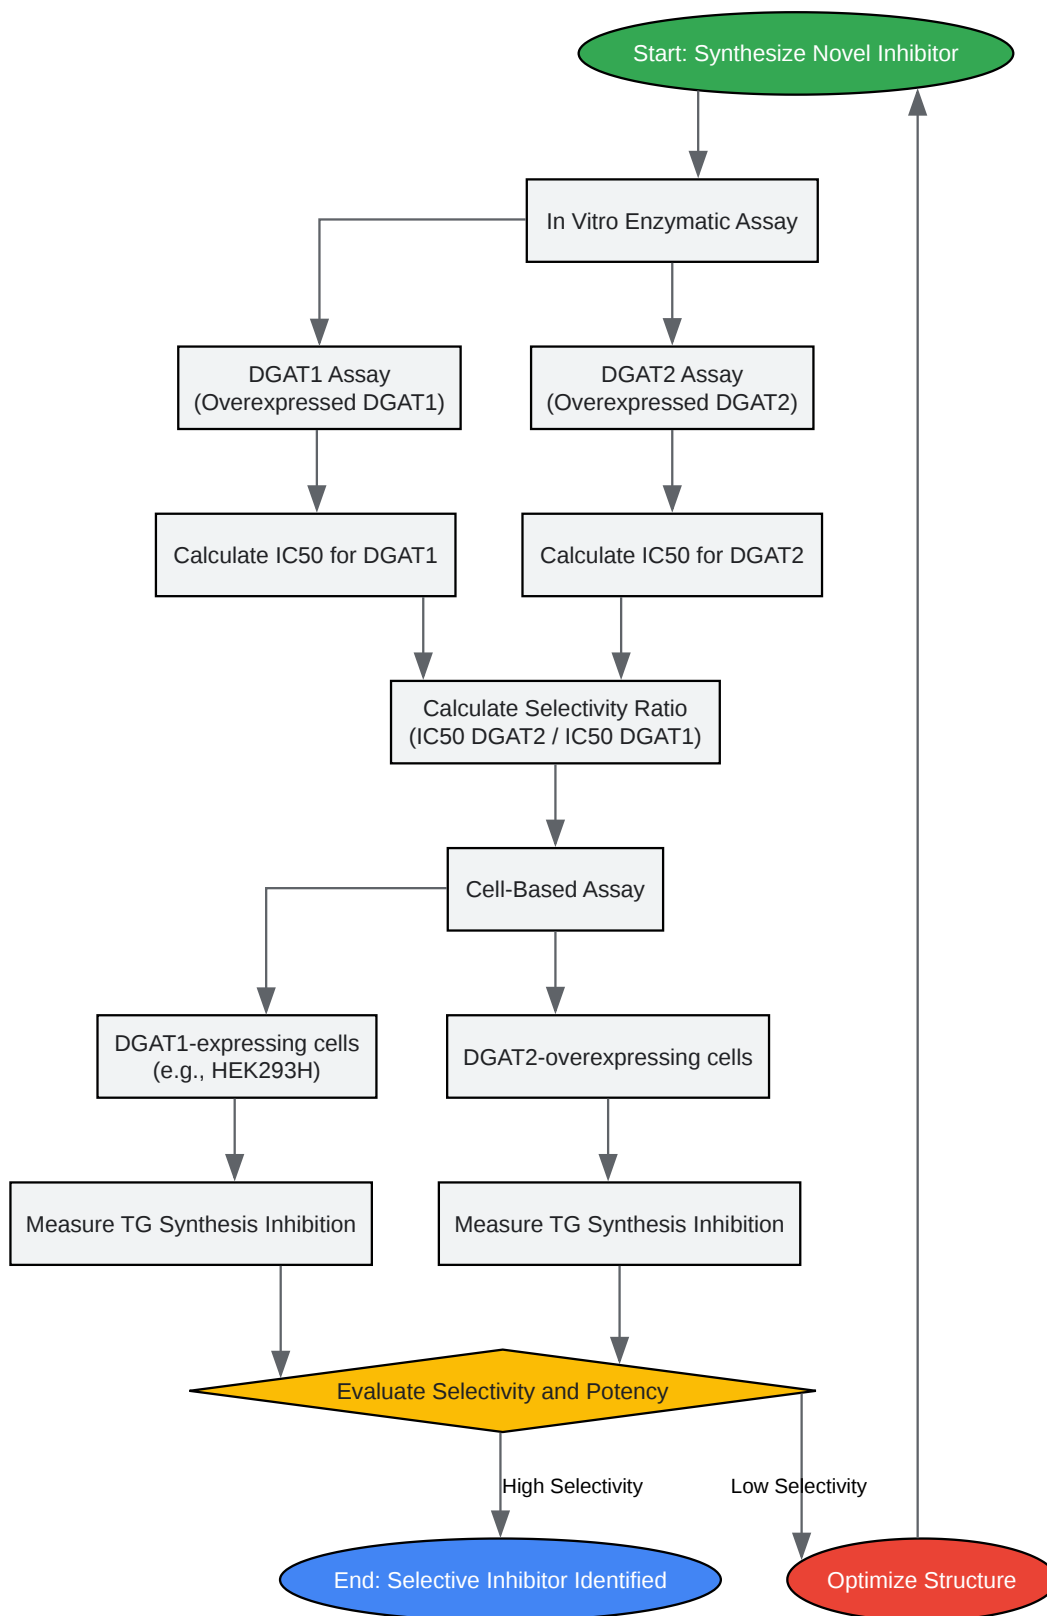 Start: Synthesize Novel Inhibitor
In Vitro Enzymatic Assay
DGAT1 Assay
(Overexpressed DGAT1)
DGAT2 Assay
(Overexpressed DGAT2)
Calculate IC50 for DGAT1
Calculate IC50 for DGAT2
Calculate Selectivity Ratio
(IC50 DGAT2 / IC50 DGAT1)
Cell-Based Assay
DGAT1-expressing cells
(e.g., HEK293H)
DGAT2-overexpressing cells
Measure TG Synthesis Inhibition
Measure TG Synthesis Inhibition
Evaluate Selectivity and Potency
High Selectivity
Low Selectivity
End: Selective Inhibitor Identified
Optimize Structure